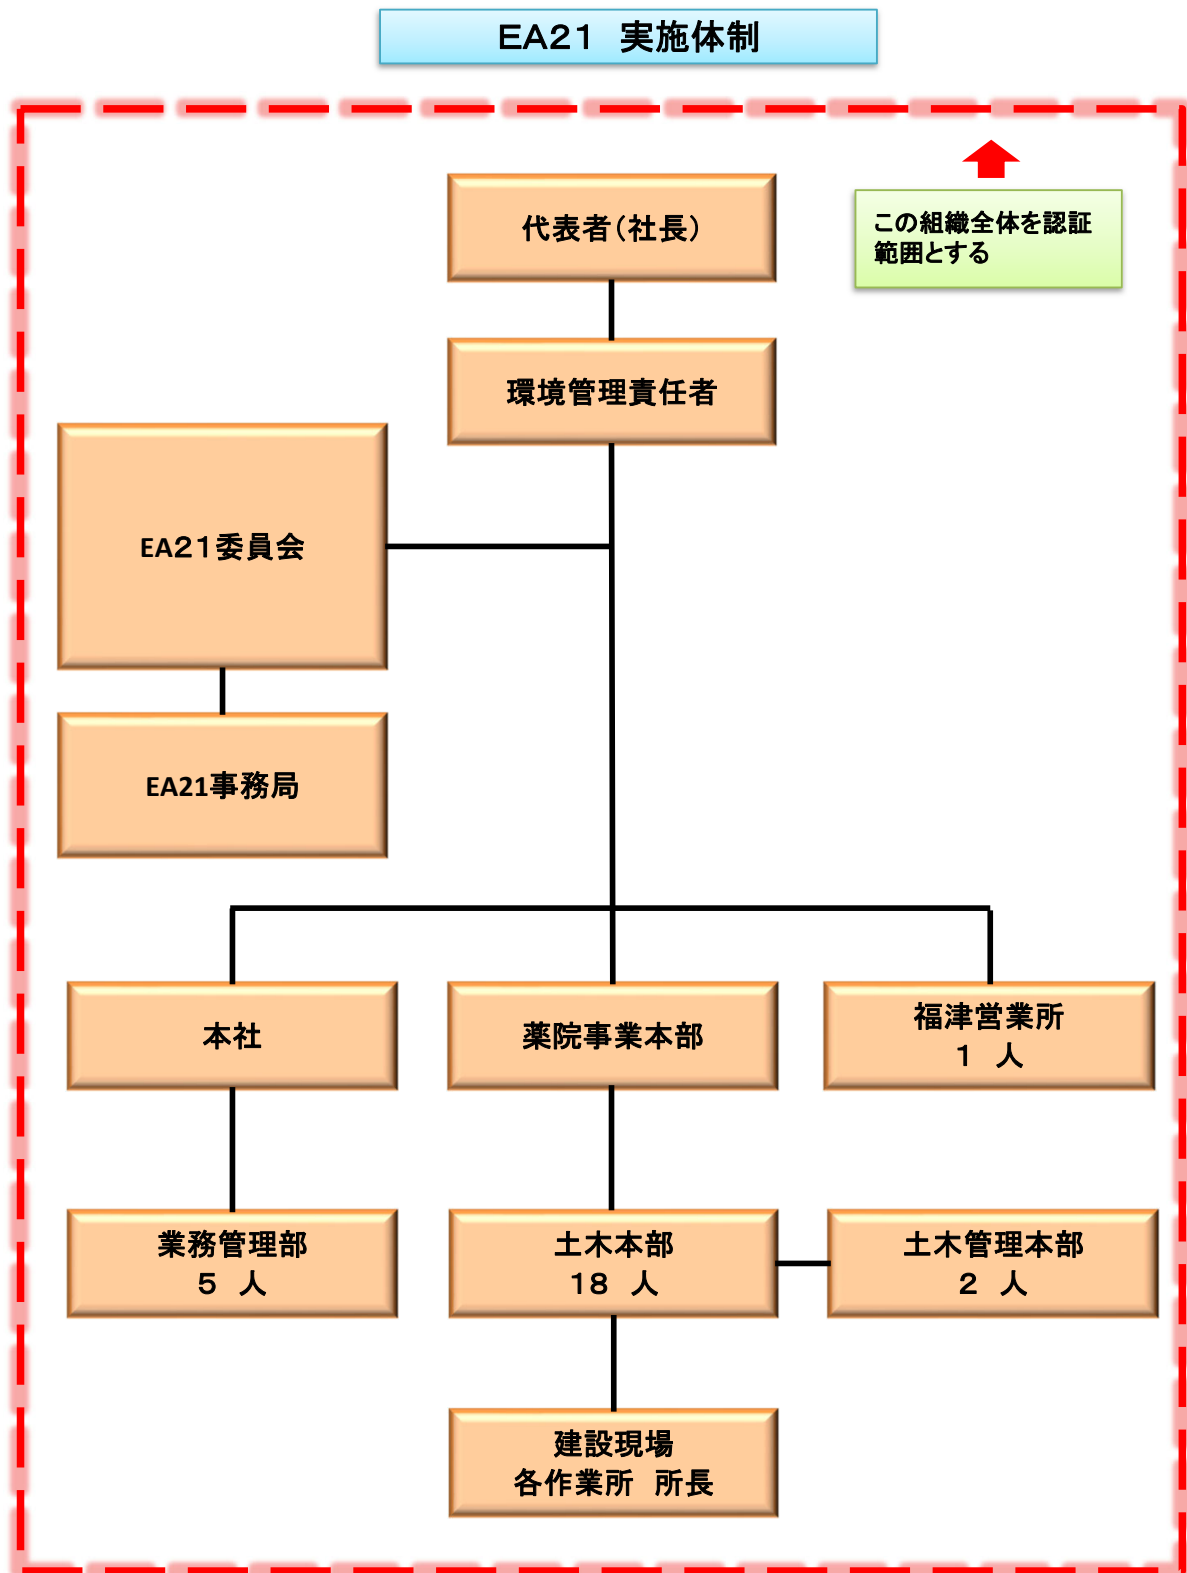 EA21　実施体制
この組織全体を認証
範囲とする
代表者（社長）
環境管理責任者
EA21委員会
EA21事務局
本社
薬院事業本部
福津営業所
1　人
業務管理部
5　人
土木本部
18　人
土木管理本部
2　人
建設現場
各作業所　所長